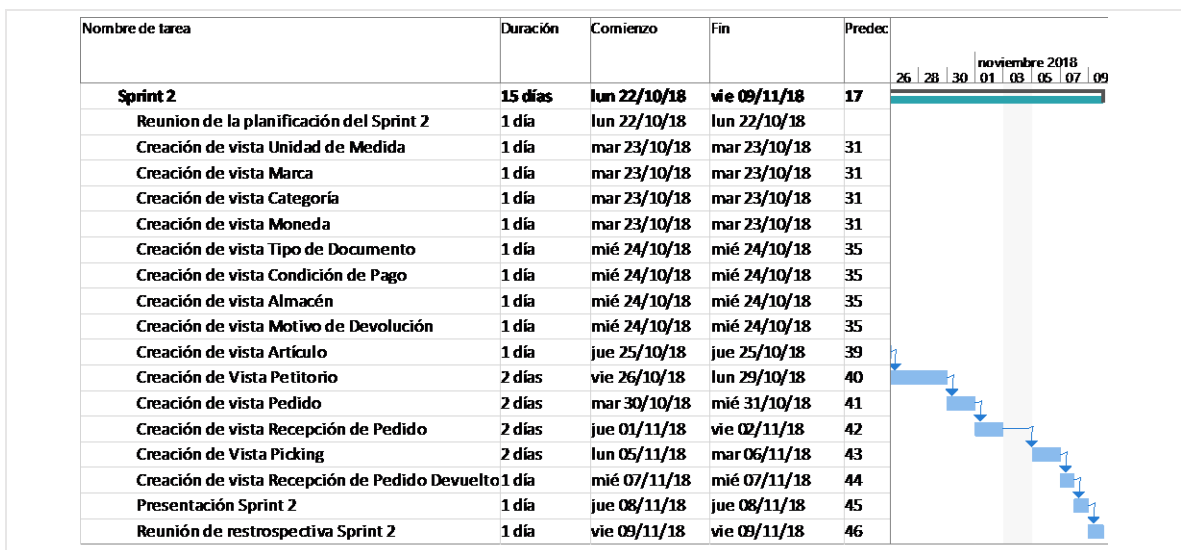 Nombre de tarea Duración Comienzo Fin Predec
noviembre 2018
26 28 30 01 03 05 07 09
Sprint 2 15 días lun 22/10/18 vie 09/11/18 17
Reunion de la planificación del Sprint 2 1 día lun 22/10/18 lun 22/10/18
Creación de vista Unidad de Medida 1 día mar 23/10/18 mar 23/10/18 31
Creación de vista Marca 1 día mar 23/10/18 mar 23/10/18 31
Creación de vista Categoría 1 día mar 23/10/18 mar 23/10/18 31
Creación de vista Moneda 1 día mar 23/10/18 mar 23/10/18 31
Creación de vista Tipo de Documento 1 día mié 24/10/18 mié 24/10/18 35
Creación de vista Condición de Pago 1 día mié 24/10/18 mié 24/10/18 35
Creación de vista Almacén 1 día mié 24/10/18 mié 24/10/18 35
Creación de vista Motivo de Devolución 1 día mié 24/10/18 mié 24/10/18 35
Creación de vista Artículo 1 día jue 25/10/18 jue 25/10/18 39
Creación de Vista Petitorio 2 días vie 26/10/18 lun 29/10/18 40
Creación de vista Pedido 2 días mar 30/10/18 mié 31/10/18 41
Creación de vista Recepción de Pedido 2 días jue 01/11/18 vie 02/11/18 42
Creación de Vista Picking 2 días lun 05/11/18 mar 06/11/18 43
Creación de vista Recepción de Pedido Devuelto 1 día mié 07/11/18 mié 07/11/18 44
Presentación Sprint 2 1 día jue 08/11/18 jue 08/11/18 45
Reunión de restrospectiva Sprint 2 1 día vie 09/11/18 vie 09/11/18 46